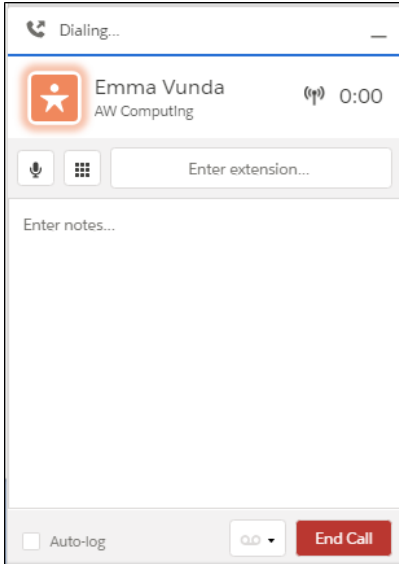 Dialing...
Emma Vunda
0:00
AW Computing
Enter extension...
Enter notes...
Auto-log
End Call